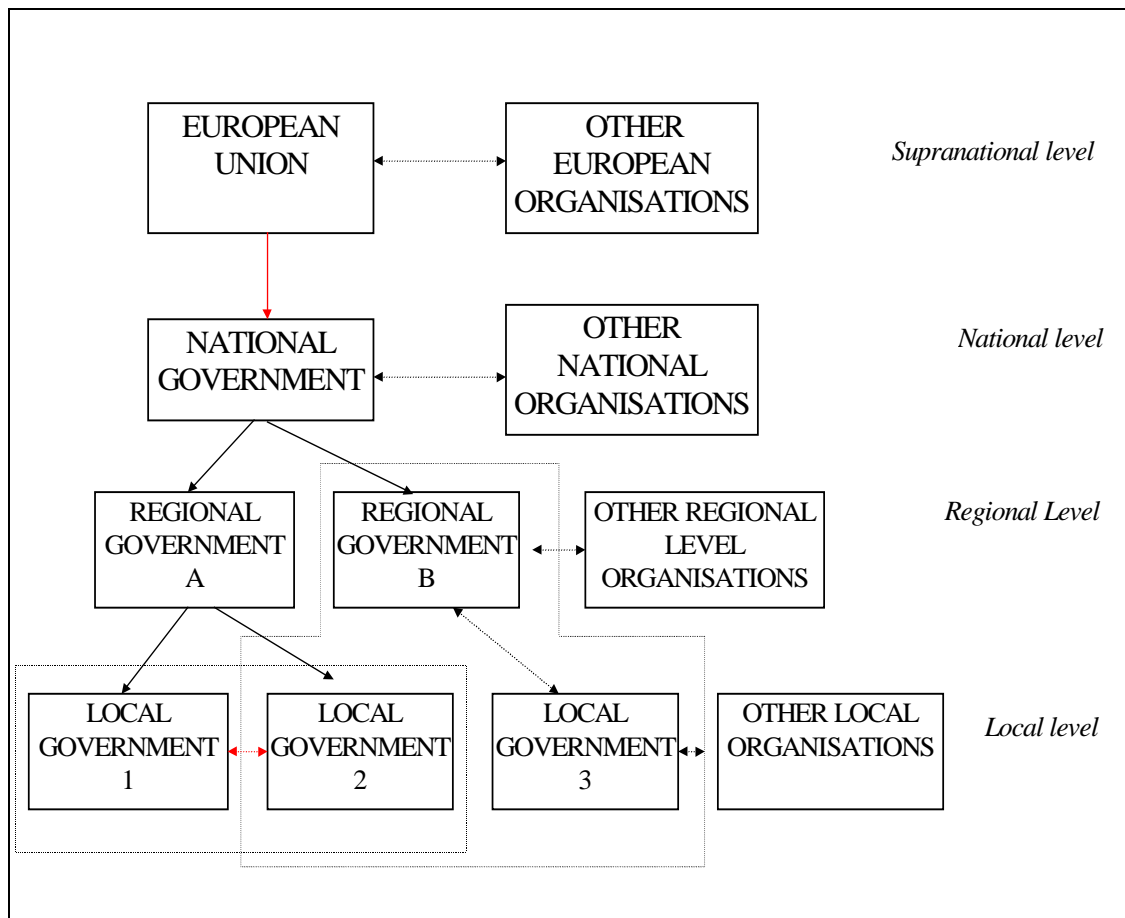 EUROPEAN
UNION
OTHER
EUROPEAN
ORGANISATIONS
Supranational level
NATIONAL
GOVERNMENT
OTHER
NATIONAL
ORGANISATIONS
National level
REGIONAL
GOVERNMENT
A
REGIONAL
GOVERNMENT
B
OTHER REGIONAL
LEVEL
ORGANISATIONS
Regional Level
LOCAL
GOVERNMENT
1
LOCAL
GOVERNMENT
2
LOCAL
GOVERNMENT
3
OTHER LOCAL
ORGANISATIONS
Local level